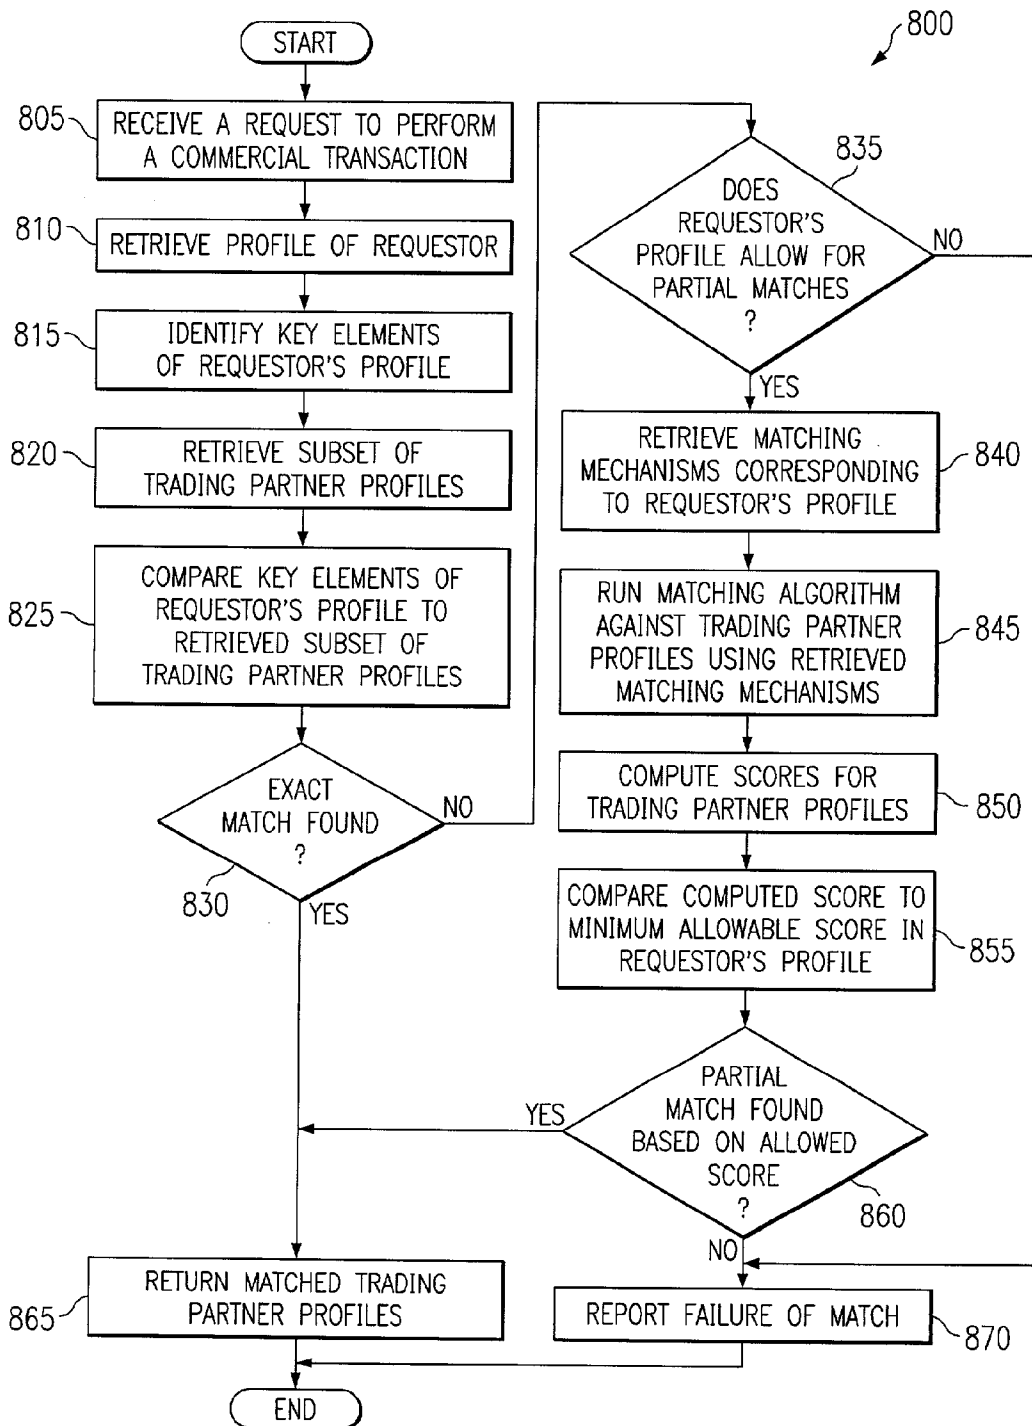 800
START
805
RECEIVE A REQUEST TO PERFORM
A COMMERCIAL TRANSACTION
810
RETRIEVE PROFILE OF REQUESTOR
815
IDENTIFY KEY ELEMENTS
OF REQUESTOR'S PROFILE
820
RETRIEVE SUBSET OF
TRADING PARTNER PROFILES
825
COMPARE KEY ELEMENTS OF
REQUESTOR'S PROFILE TO
RETRIEVED SUBSET OF
TRADING PARTNER PROFILES
EXACT
MATCH FOUND
?
NO
830
YES
835
DOES
REQUESTOR'S
PROFILE ALLOW FOR
PARTIAL MATCHES
?
NO
YES
RETRIEVE MATCHING
MECHANISMS CORRESPONDING
TO REQUESTOR'S PROFILE
840
RUN MATCHING ALGORITHM
AGAINST TRADING PARTNER
PROFILES USING RETRIEVED
MATCHING MECHANISMS
845
COMPUTE SCORES FOR
TRADING PARTNER PROFILES
850
COMPARE COMPUTED SCORE TO
MINIMUM ALLOWABLE SCORE IN
REQUESTOR'S PROFILE
855
PARTIAL
MATCH FOUND
BASED ON ALLOWED
SCORE
?
YES
860
NO
865
RETURN MATCHED TRADING
PARTNER PROFILES
REPORT FAILURE OF MATCH
870
END